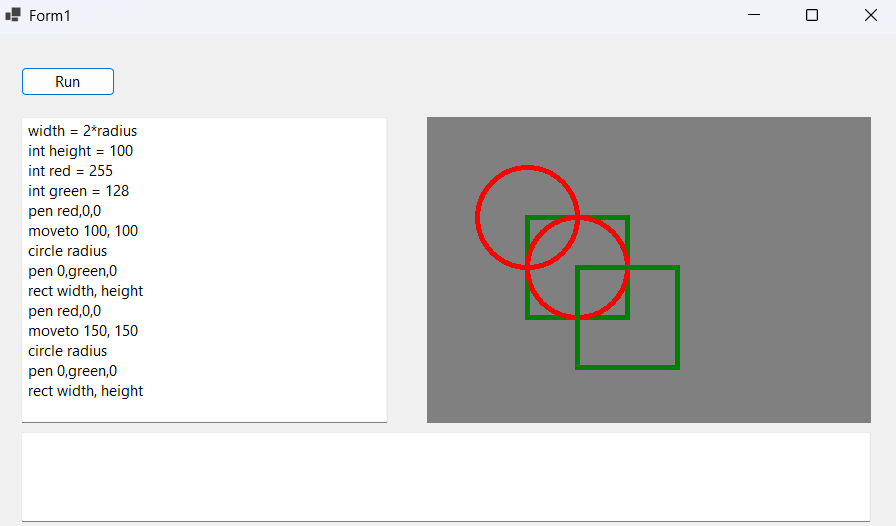 Form1
Run
width = 2*radius
int height = 100
int red = 255
int green = 128
pen red,0,0
moveto 100, 100
circle radius
pen 0,green,0
rect width, height
pen red,0,0
moveto 150, 150
circle radius
pen 0,green,0
rect width, height